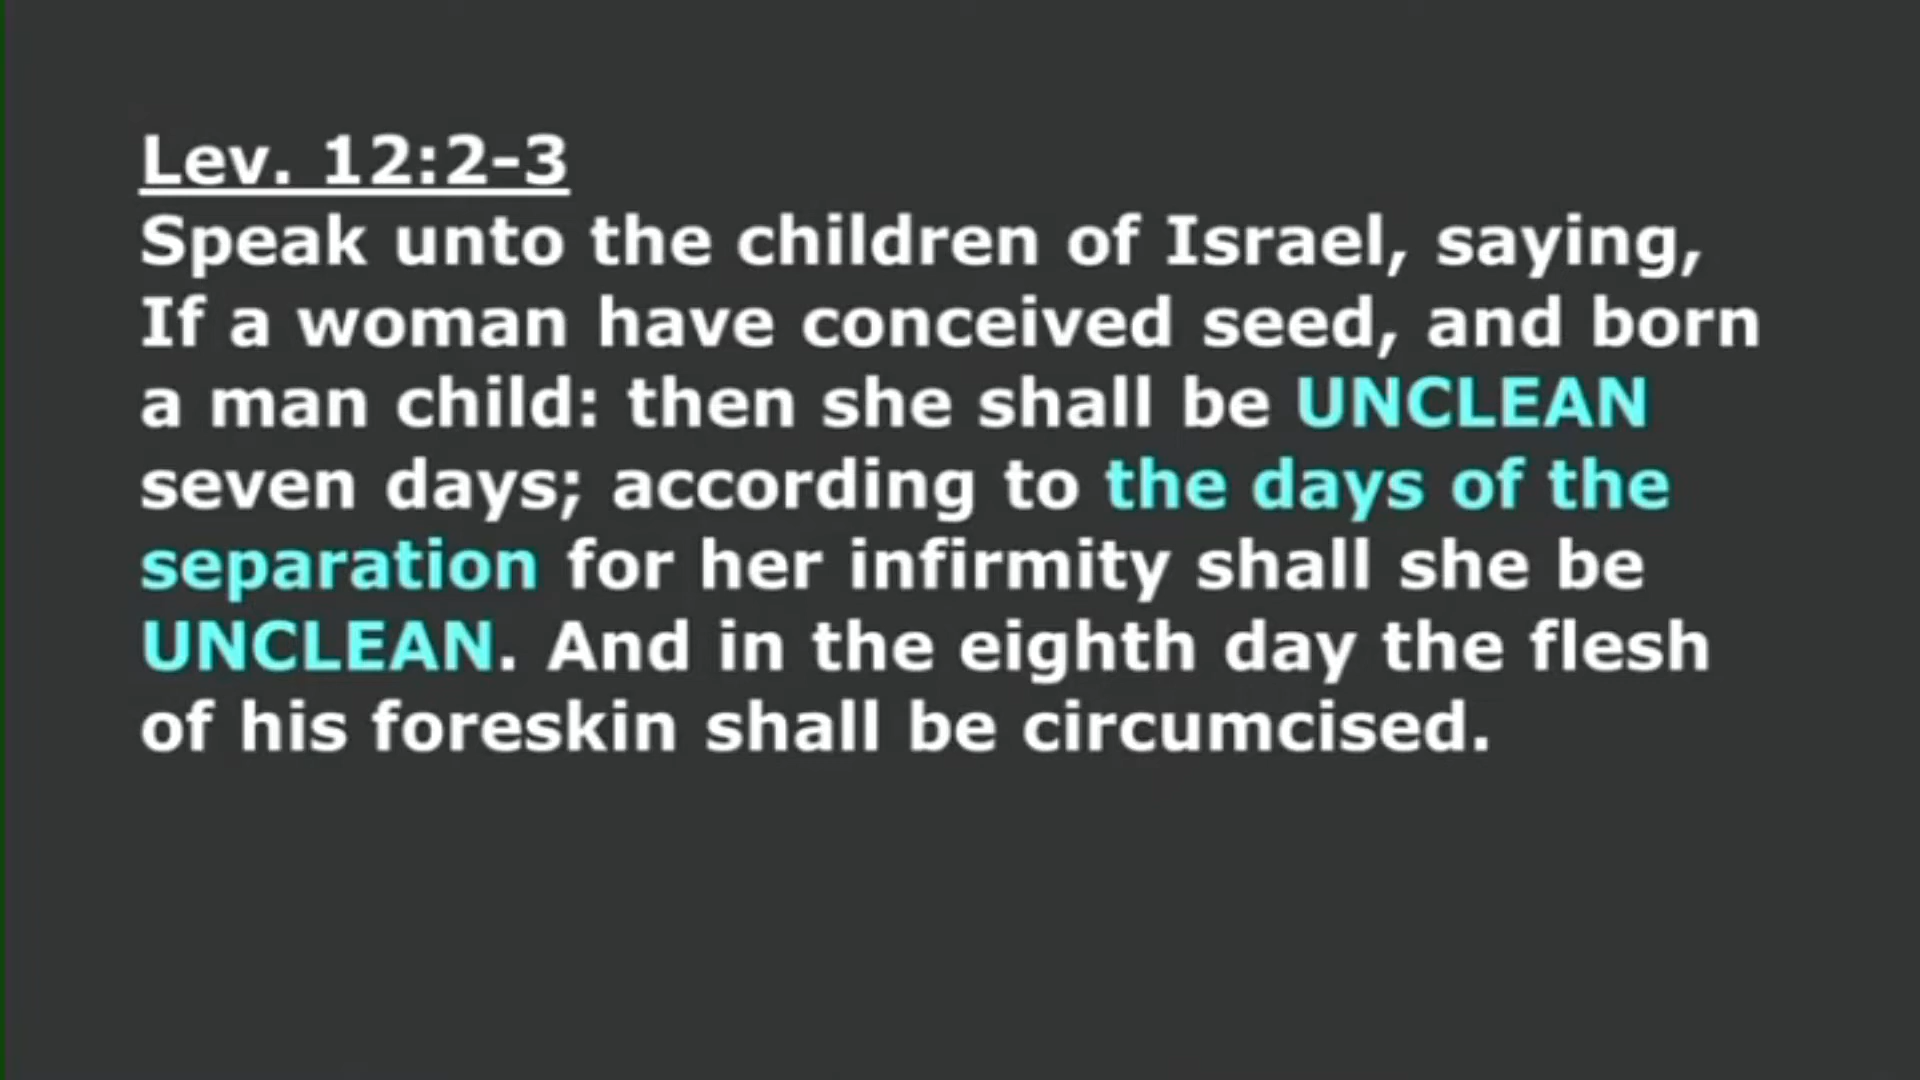 Lev. 12:2-3
Speak unto the children of Israel, saying,
If a woman have conceived seed, and born
a man child: then she shall be UNCLEAN
seven days; according to the days of the
separation for her infirmity shall she be
UNCLEAN. And in the eighth day the flesh
of his foreskin shall be circumcised.